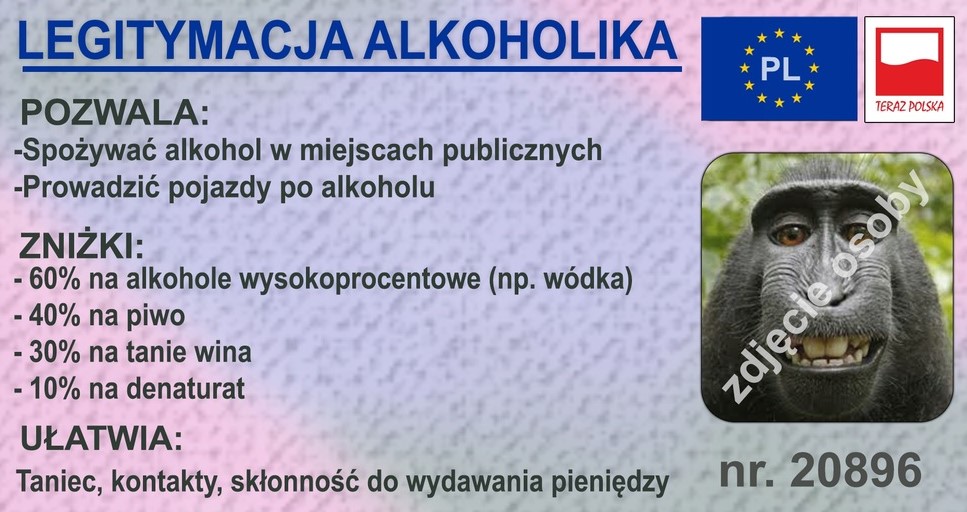 LEGITYMACJA ALKOHOLIKA
PL
TERAZ POLSKA
POZWALA:
-Spożywać alkohol w miejscach publicznych
-Prowadzić pojazdy po alkoholu
ZNIŻKI:
- 60% na alkohole wysokoprocentowe (np. wódka)
- 40% na piwo
- 30% na tanie wina
- 10% na denaturat
UŁATWIA:
Taniec, kontakty, skłonność do wydawania pieniędzy
zdjęcie osoby
nr. 20896